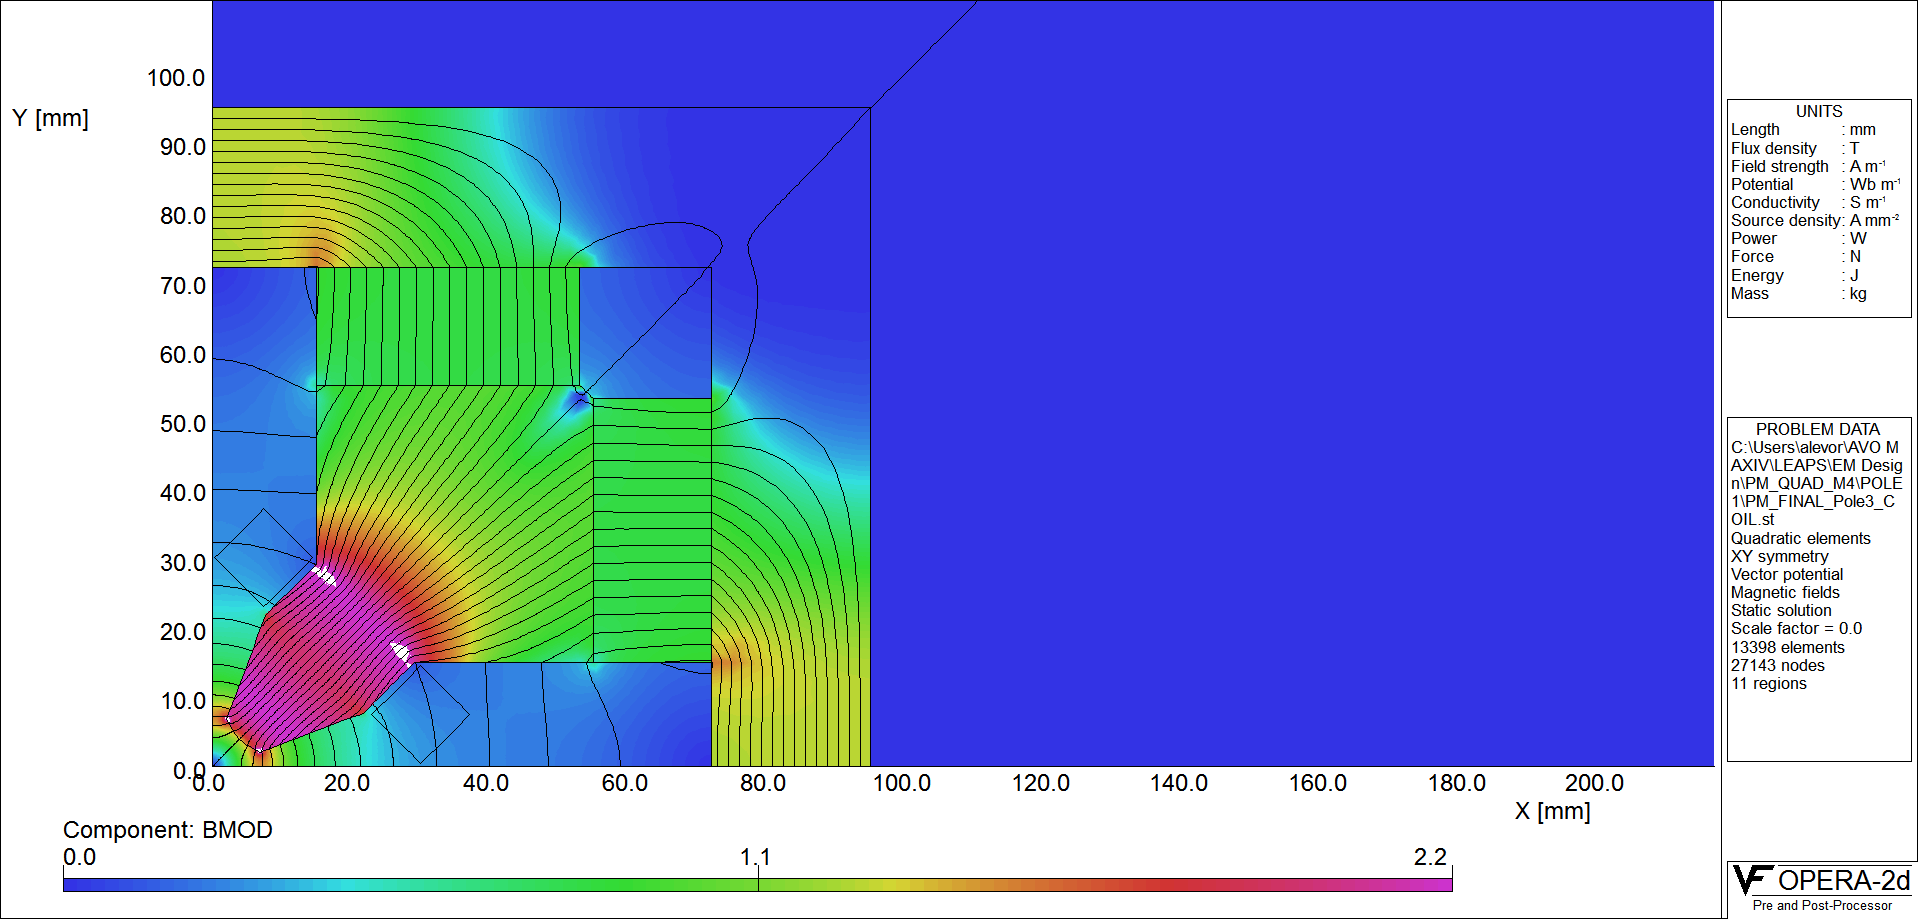 Y [mm]
100.0
90.0
80.0
70.0
60.0
50.0
40.0
30.0
20.0
10.0
0.0
0.0 20.0 40.0 60.0 80.0 100.0 120.0 140.0 160.0 180.0 200.0
X [mm]
Component: BMOD
0.0 1.1 2.2
UNITS
Length : mm
Flux density : T
Field strength : A m⁻¹
Potential : Wb m⁻¹
Conductivity : S m⁻¹
Source density: A mm⁻²
Power : W
Force : N
Energy : J
Mass : kg
PROBLEM DATA
C:\Users\alevor\AVO M
AXIV\LEAPS\EM Desig
n\PM_QUAD_M4\POLE
1\PM_FINAL_Pole3_C
OIL.st
Quadratic elements
XY symmetry
Vector potential
Magnetic fields
Static solution
Scale factor = 0.0
13398 elements
27143 nodes
11 regions
VF OPERA-2d
Pre and Post-Processor